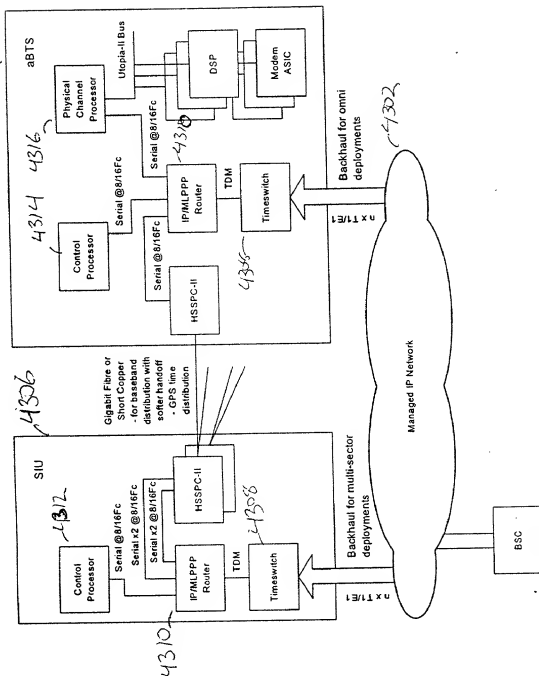 4306
SIU
4312
Control
Processor
Serial @8/16Fc
Serial x2 @8/16Fc
Serial x2 @8/16Fc
HSSPC-II
4310
IP/MLPPP
Router
TDM
4308
Timeswitch
Backhaul for multi-sector
deployments
n x T1/E1
Gigabit Fibre or
Short Copper
- for baseband
distribution with
softer handoff
- GPS time
distribution
aBTS
4314
4316
Control
Processor
Physical
Channel
Processor
Utopia-II Bus
Serial @8/16Fc
Serial @8/16Fc
Serial @8/16Fc
HSSPC-II
IP/MLPPP
Router
DSP
Modem
ASIC
TDM
Timeswitch
Backhaul for omni
deployments
n x T1/E1
4302
Managed IP Network
BSC